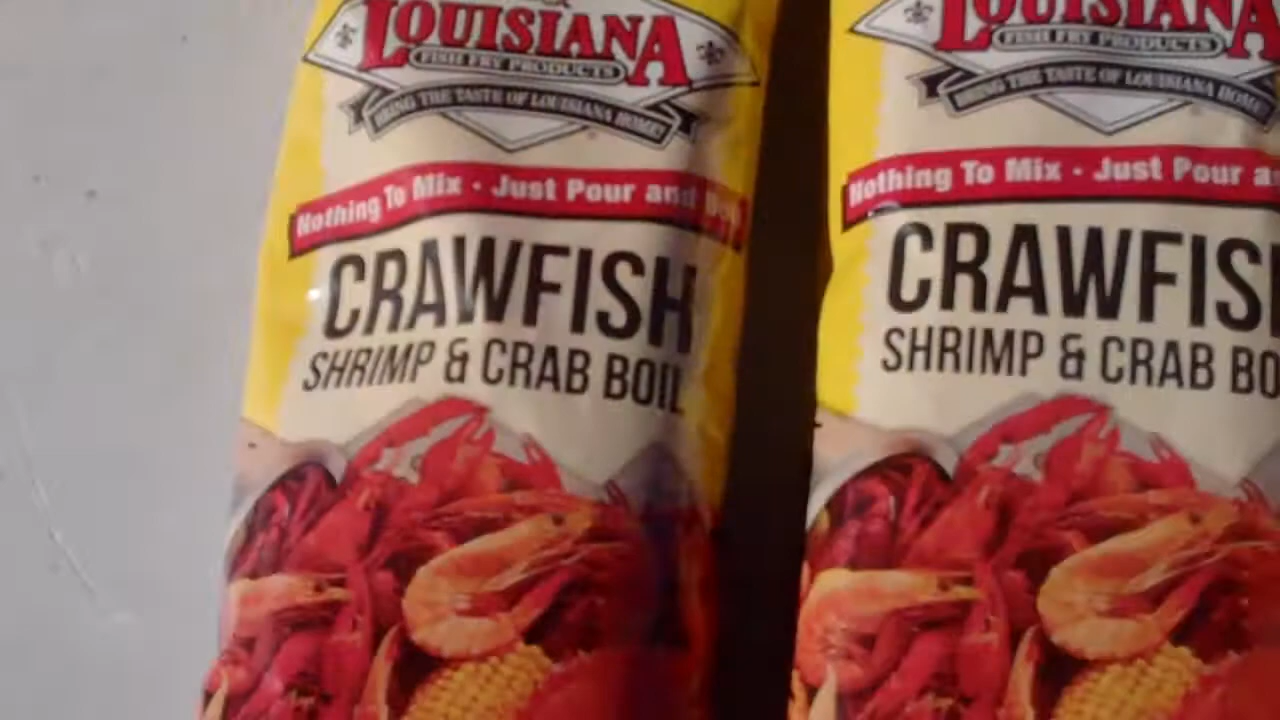 LOUISIANA
FISH FRY PRODUCTS
BRING THE TASTE OF LOUISIANA HOME!
Nothing To Mix - Just Pour and
CRAWFISH
SHRIMP & CRAB BOIL
LOUISIANA
FISH FRY PRODUCTS
BRING THE TASTE OF LOUISIANA HOME!
Nothing To Mix - Just Pour a
CRAWFIS
SHRIMP & CRAB BO